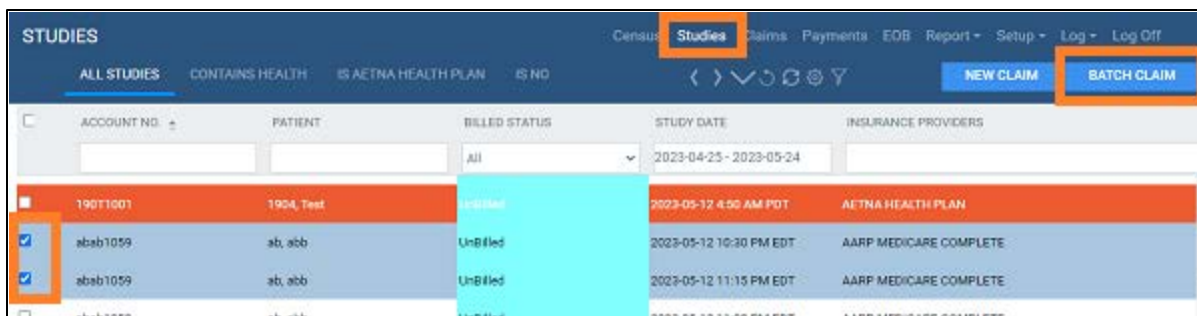 STUDIES Census Studies Claims Payments EOB Report Setup Log Log Off
ALL STUDIES CONTAINS HEALTH IS AETNA HEALTH PLAN IS NO NEW CLAIM BATCH CLAIM
ACCOUNT NO. PATIENT BILLED STATUS STUDY DATE INSURANCE PROVIDERS
All 2023-04-25 - 2023-05-24
190T1001 1904, Test UnBilled 2023-05-12 4:50 AM PDT AETNA HEALTH PLAN
abab1059 ab, abb UnBilled 2023-05-12 10:30 PM EDT AARP MEDICARE COMPLETE
abab1059 ab, abb UnBilled 2023-05-12 11:15 PM EDT AARP MEDICARE COMPLETE